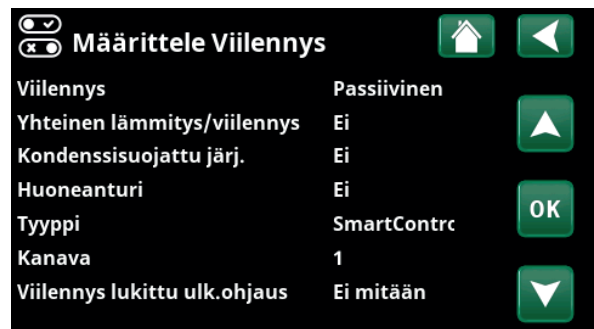 Määrittele Viilennys
Viilennys Passiivinen
Yhteinen lämmitys/viilennys Ei
Kondenssisuojattu järj. Ei
Huoneanturi Ei
Tyyppi SmartContro
Kanava 1
Viilennys lukittu ulk.ohjaus Ei mitään
OK